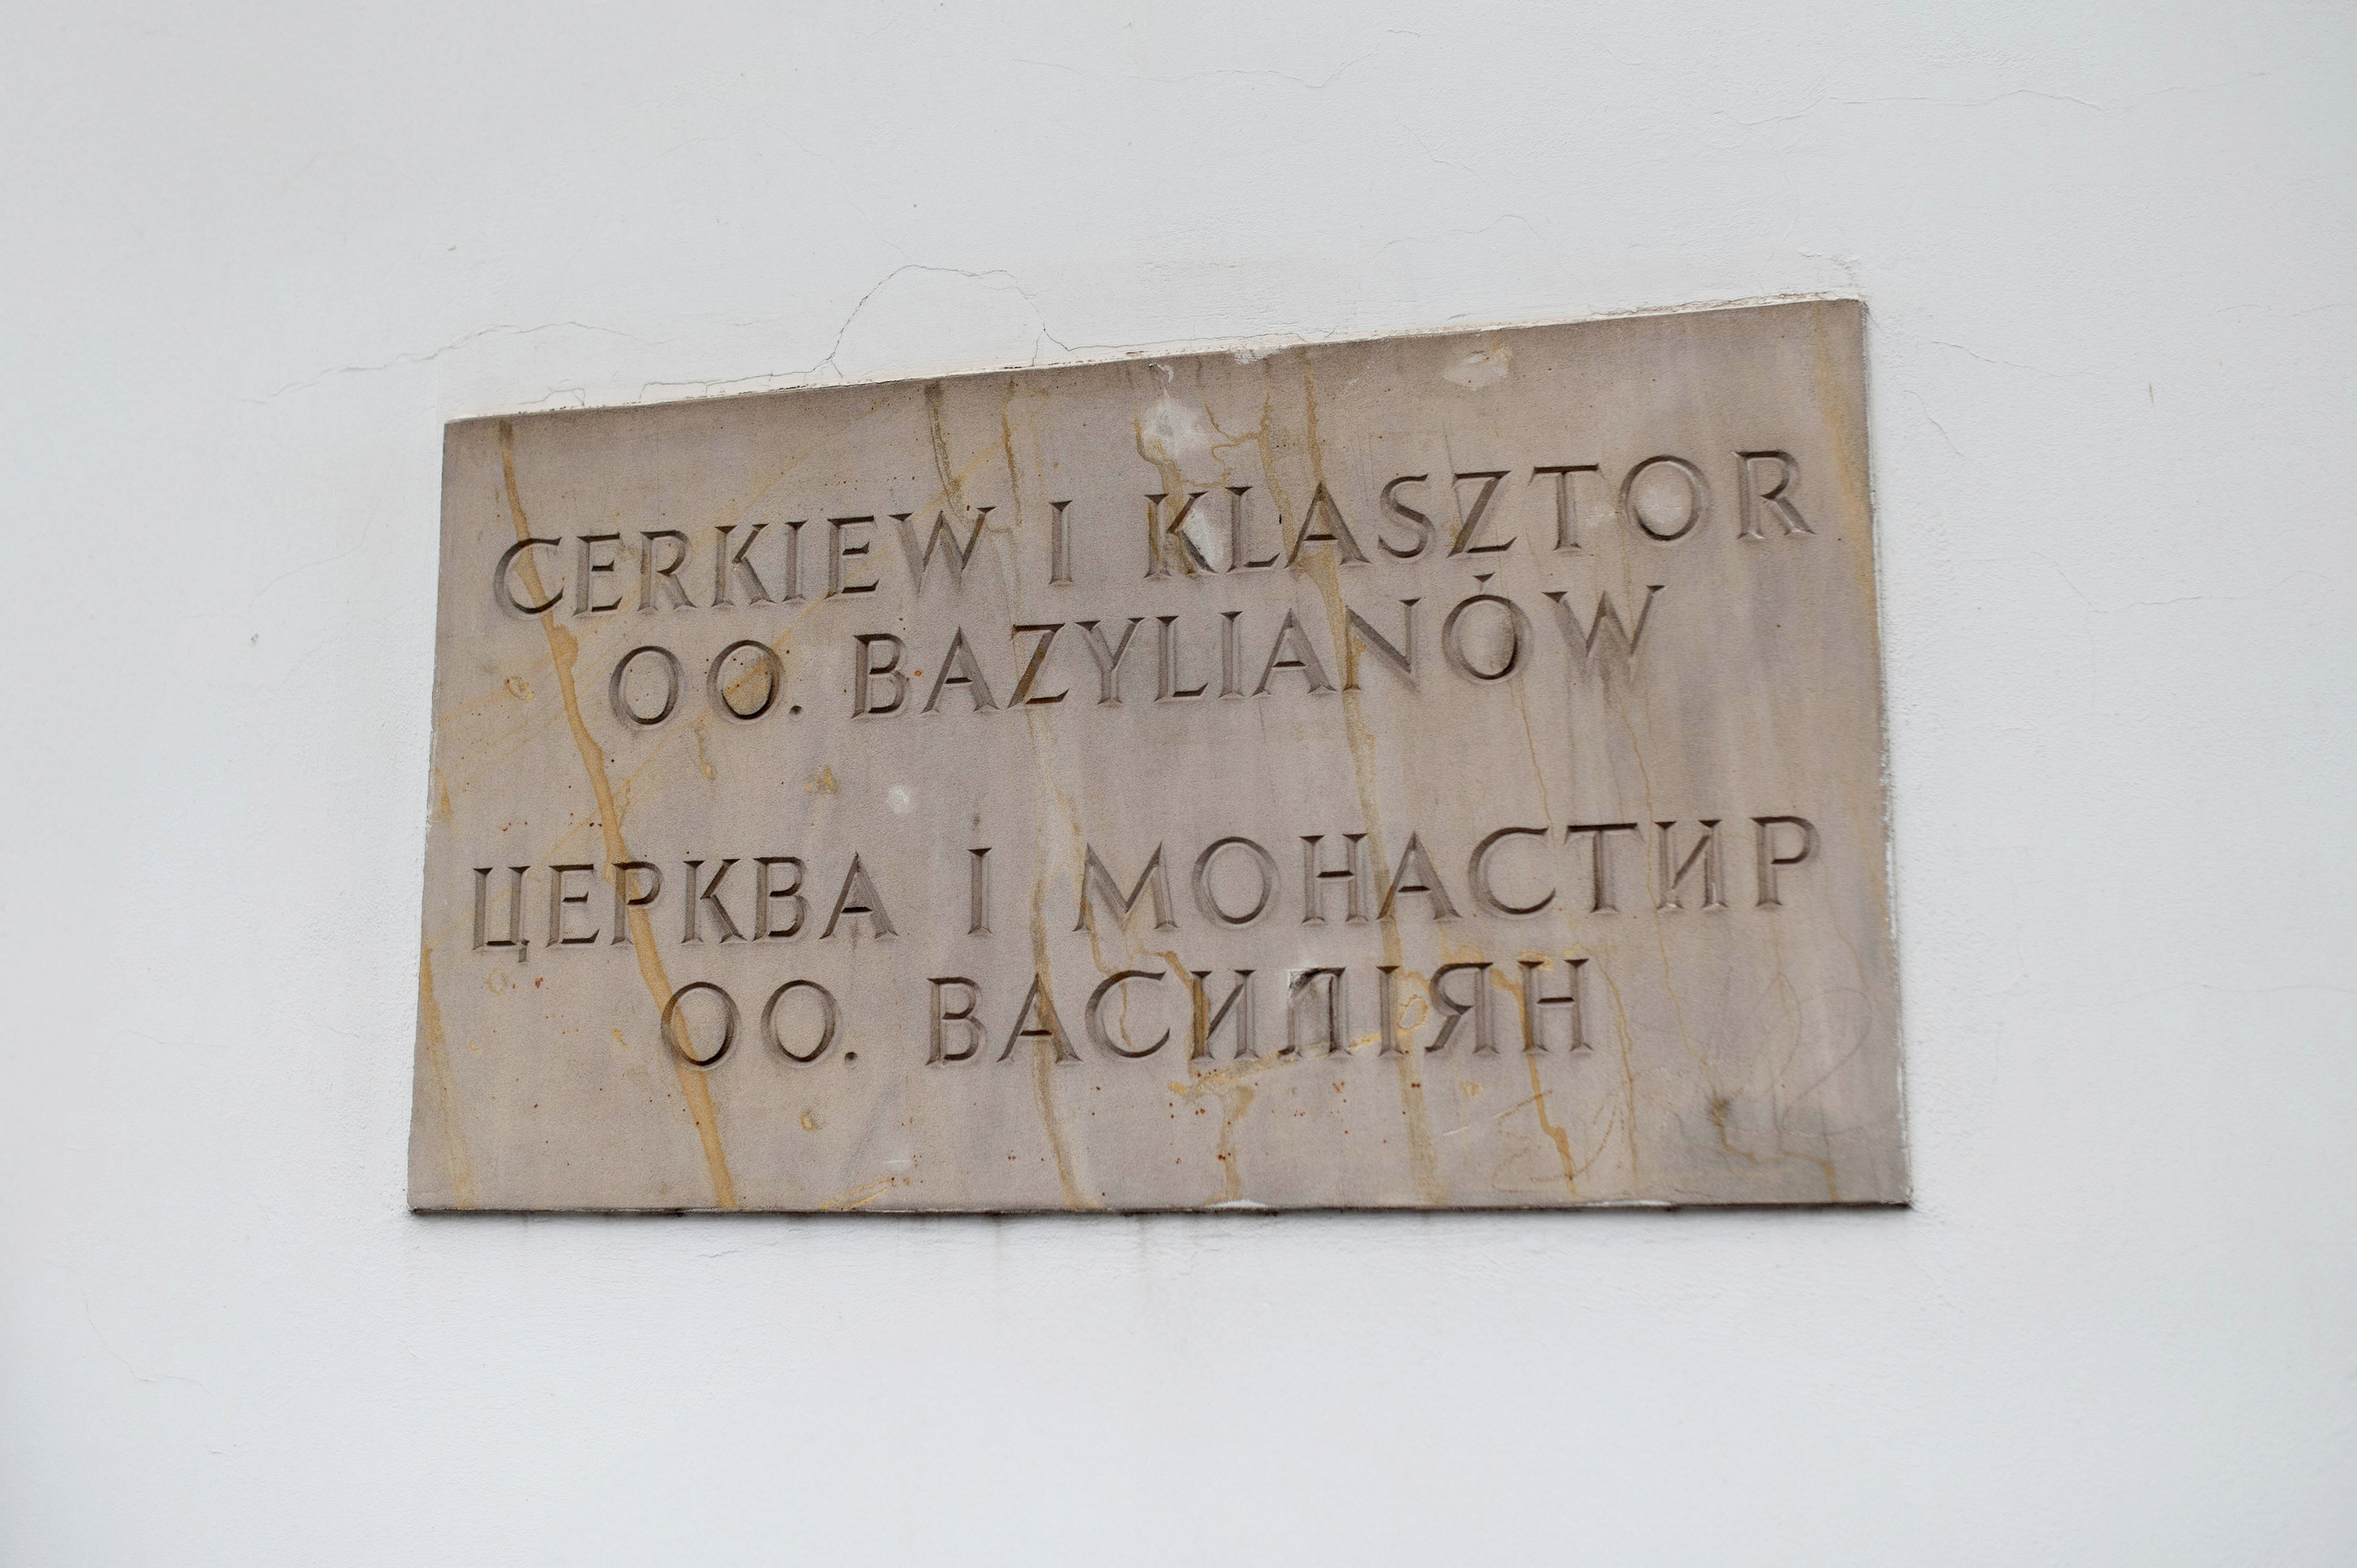 CERKIEW I KLASZTOR
OO. BAZYLIANÓW
ЦЕРКВА І МОНАСТИР
ОО. ВАСИЛІЯН